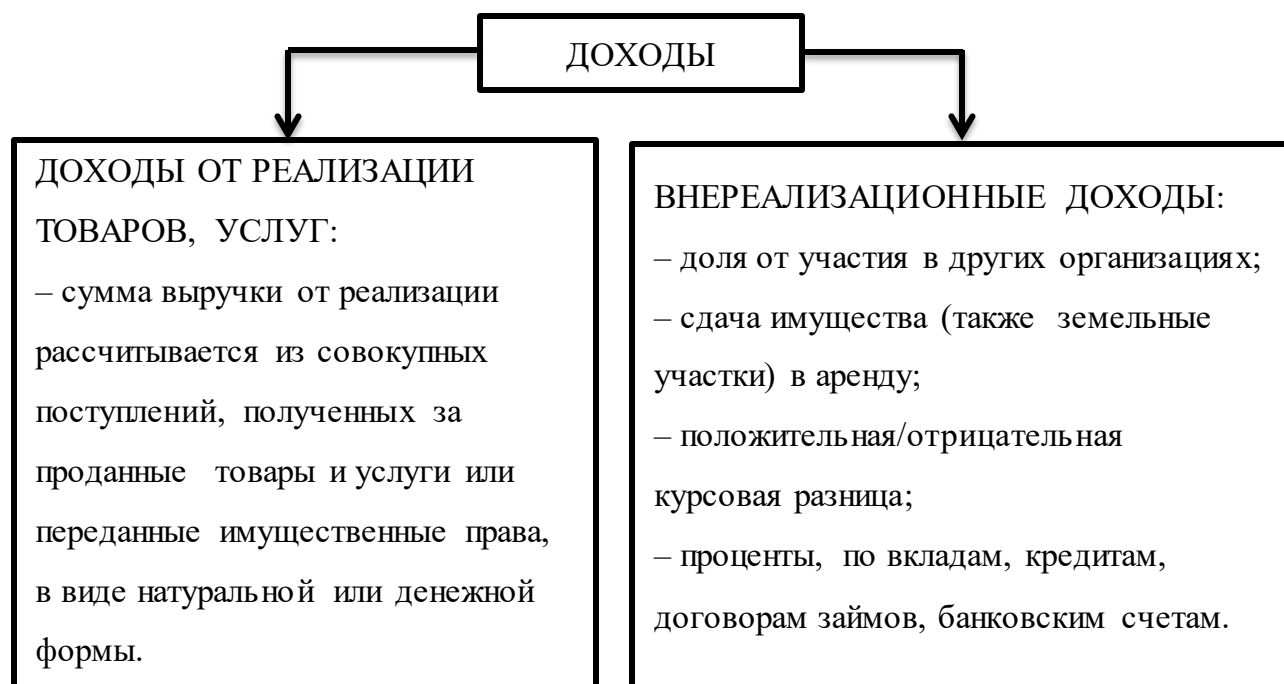 ДОХОДЫ
ДОХОДЫ ОТ РЕАЛИЗАЦИИ
ТОВАРОВ, УСЛУГ:
– сумма выручки от реализации
рассчитывается из совокупных
поступлений, полученных за
проданные товары и услуги или
переданные имущественные права,
в виде натуральной или денежной
формы.
ВНЕРЕАЛИЗАЦИОННЫЕ ДОХОДЫ:
– доля от участия в других организациях;
– сдача имущества (также земельные
участки) в аренду;
– положительная/отрицательная
курсовая разница;
– проценты, по вкладам, кредитам,
договорам займов, банковским счетам.